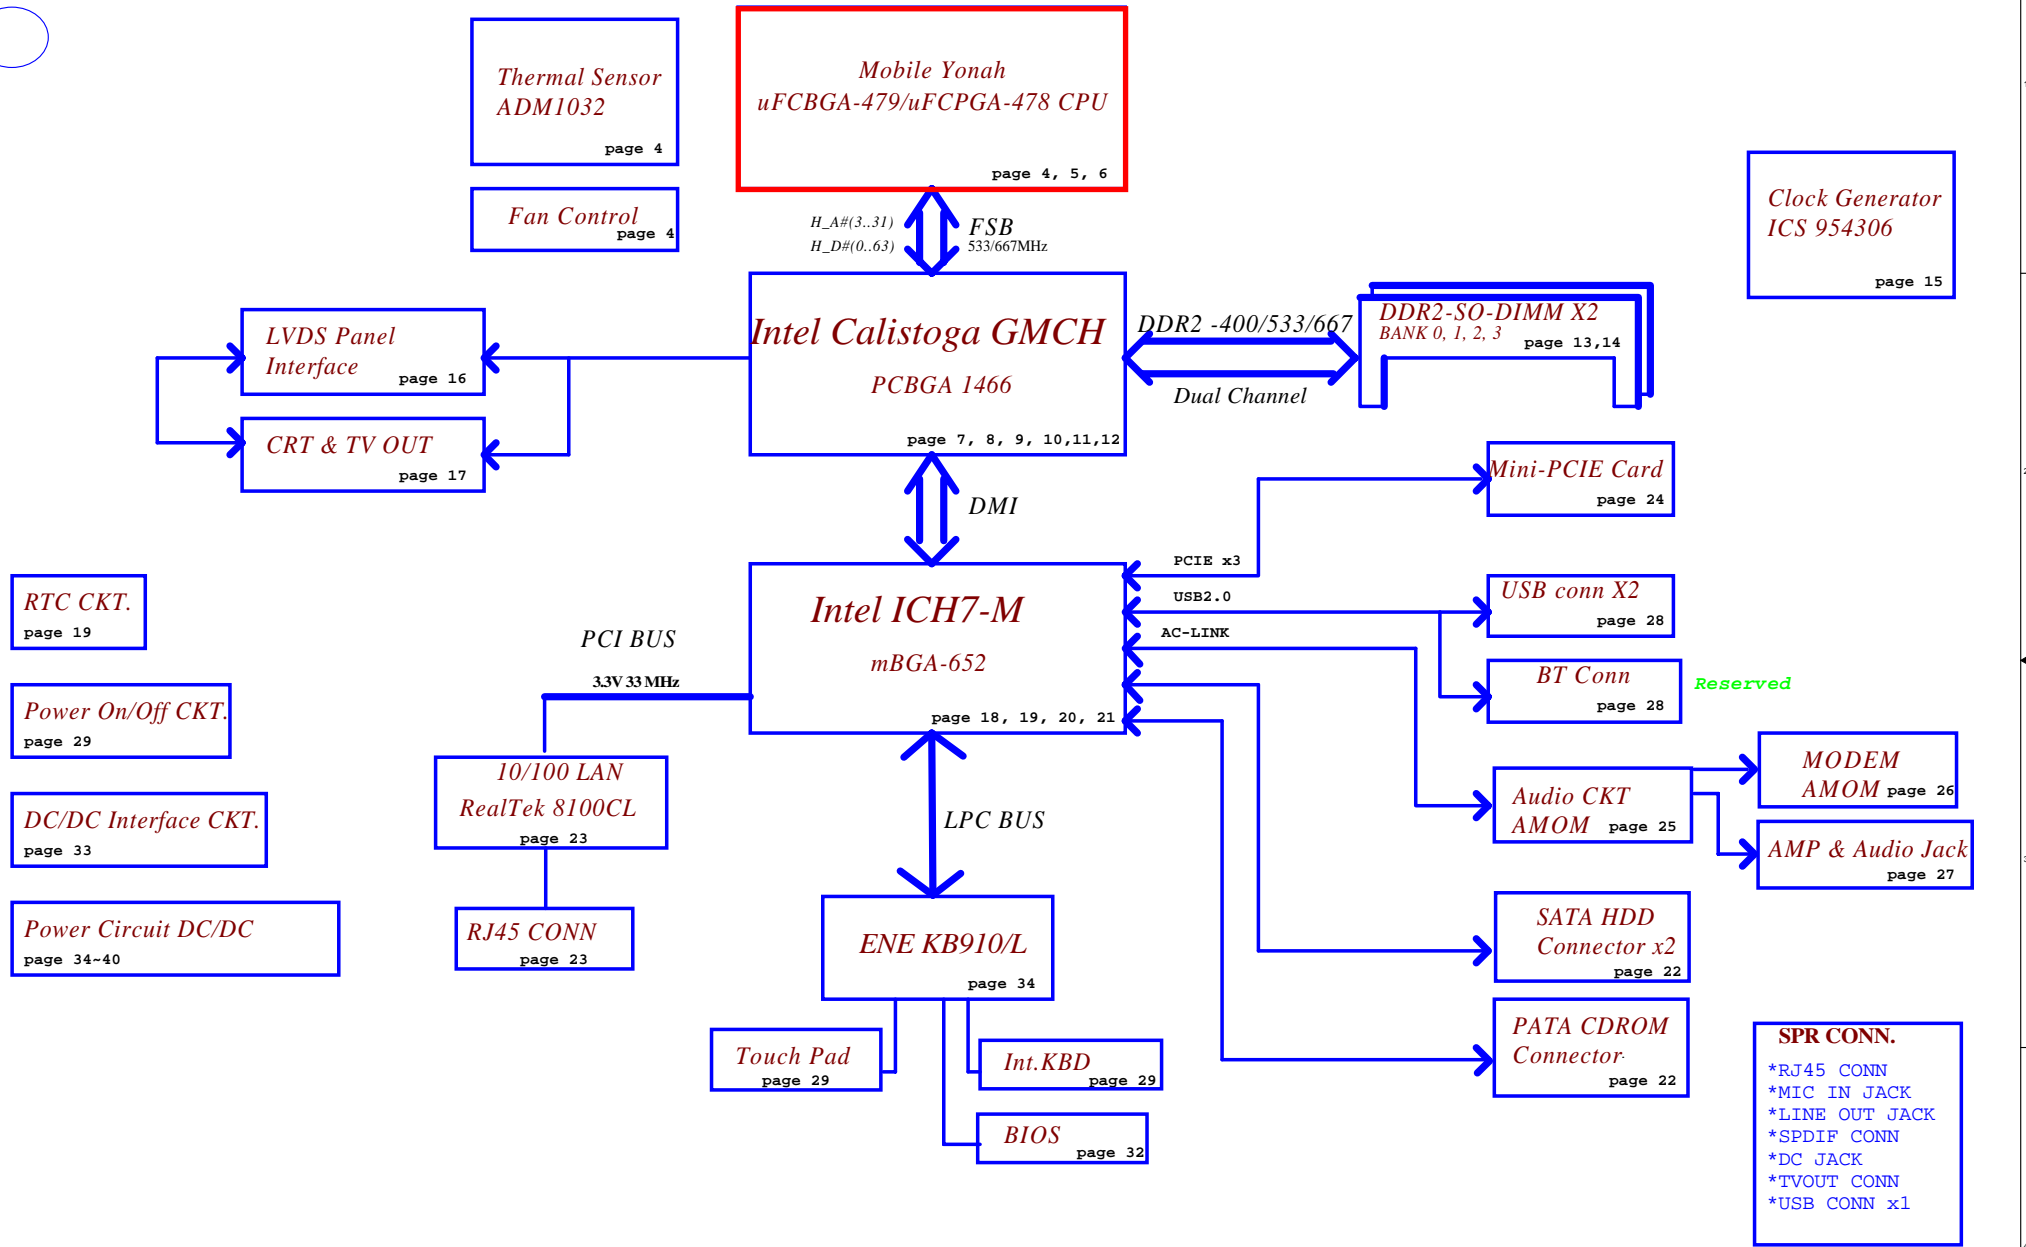 Thermal Sensor
ADM1032
page 4
Mobile Yonah
uFCBGA-479/uFCPGA-478 CPU
page 4, 5, 6
Fan Control
page 4
H_A#(3..31)
H_D#(0..63)
FSB
533/667MHz
Clock Generator
ICS 954306
page 15
LVDS Panel
Interface
page 16
CRT & TV OUT
page 17
Intel Calistoga GMCH
PCBGA 1466
page 7, 8, 9, 10,11,12
DDR2 -400/533/667
Dual Channel
DDR2-SO-DIMM X2
BANK 0, 1, 2, 3
page 13,14
DMI
Mini-PCIE Card
page 24
RTC CKT.
page 19
Power On/Off CKT.
page 29
DC/DC Interface CKT.
page 33
Power Circuit DC/DC
page 34~40
PCI BUS
3.3V 33 MHz
Intel ICH7-M
mBGA-652
page 18, 19, 20, 21
PCIE x3
USB2.0
AC-LINK
USB conn X2
page 28
BT Conn
page 28
Reserved
10/100 LAN
RealTek 8100CL
page 23
RJ45 CONN
page 23
LPC BUS
Audio CKT
AMOM page 25
MODEM
AMOM page 26
AMP & Audio Jack
page 27
ENE KB910/L
page 34
SATA HDD
Connector x2
page 22
PATA CDROM
Connector
page 22
Touch Pad
page 29
Int.KBD
page 29
BIOS
page 32
SPR CONN.
*RJ45 CONN
*MIC IN JACK
*LINE OUT JACK
*SPDIF CONN
*DC JACK
*TVOUT CONN
*USB CONN x1